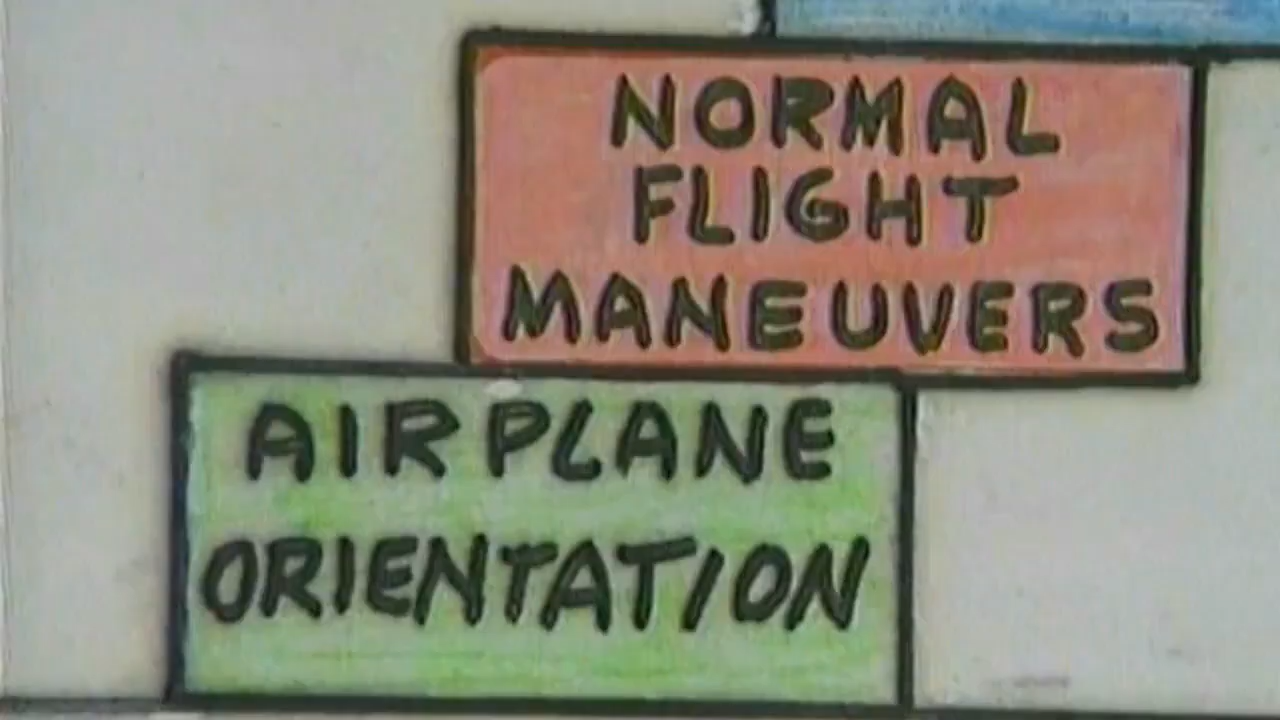 NORMAL
FLIGHT
MANEUVERS
AIRPLANE
ORIENTATION